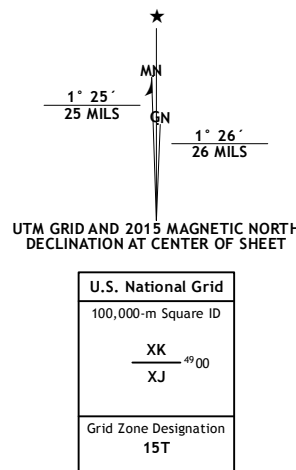 MN
GN
1° 25´
25 MILS
1° 26´
26 MILS
UTM GRID AND 2015 MAGNETIC NORTH
DECLINATION AT CENTER OF SHEET
U.S. National Grid
100,000-m Square ID
XK
4900
XJ
Grid Zone Designation
15T